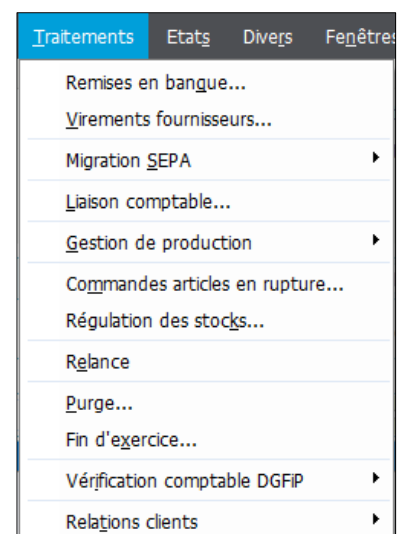 Traitements Etats Divers Fenêtres
Remises en banque...
Virements fournisseurs...
Migration SEPA
Liaison comptable...
Gestion de production
Commandes articles en rupture...
Régulation des stocks...
Relance
Purge...
Fin d'exercice...
Vérification comptable DGFiP
Relations clients